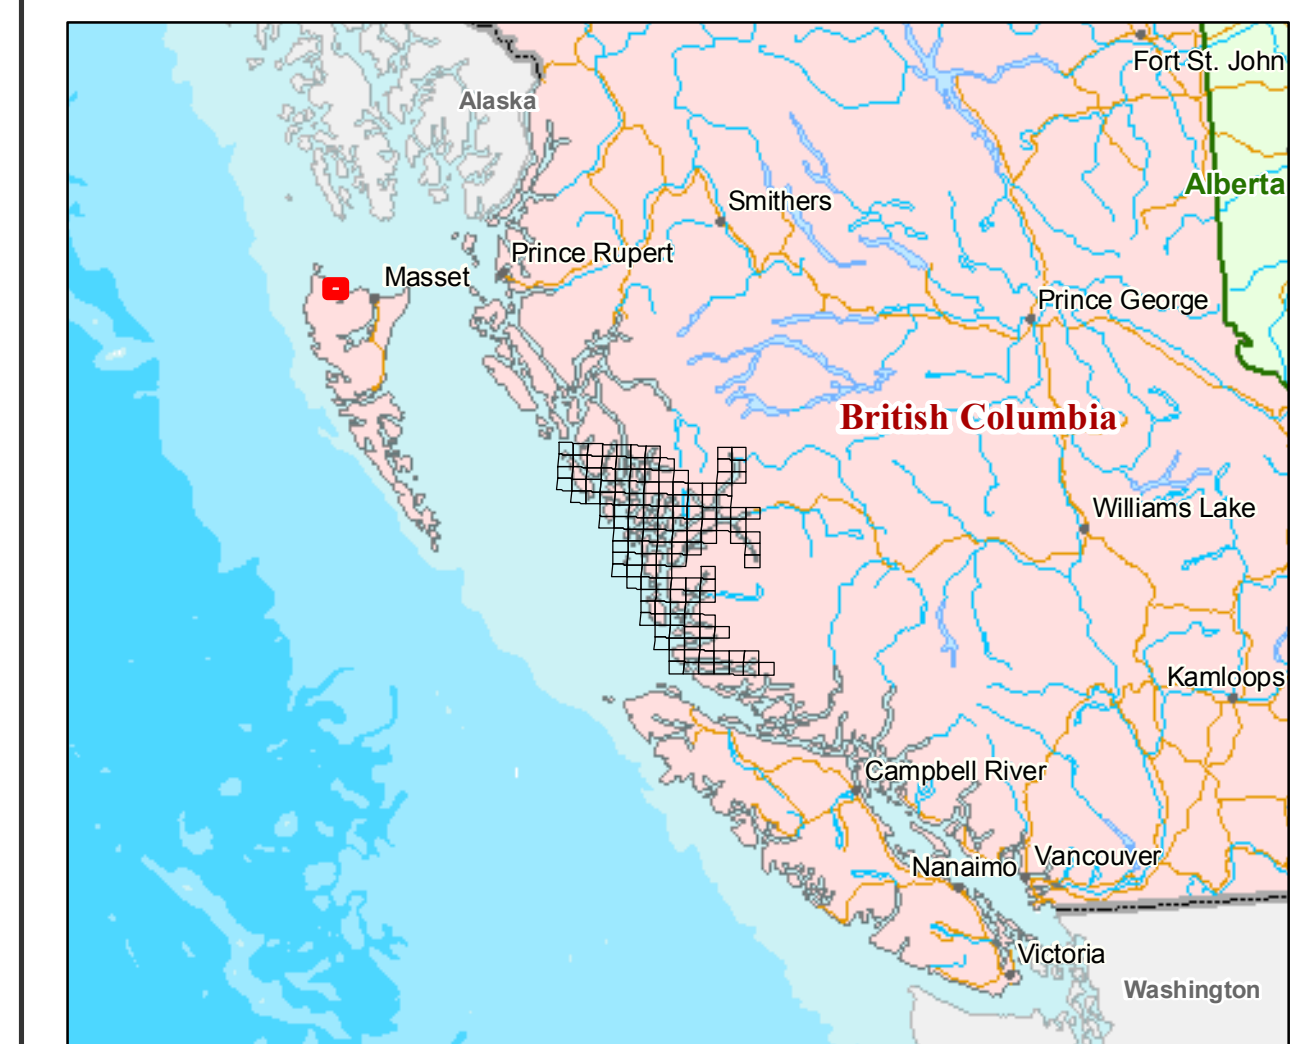 Fort St. John
Alaska
Alberta
Smithers
Prince Rupert
Masset
-
Prince George
British Columbia
Williams Lake
Kamloops
Campbell River
Vancouver
Nanaimo
Victoria
Washington